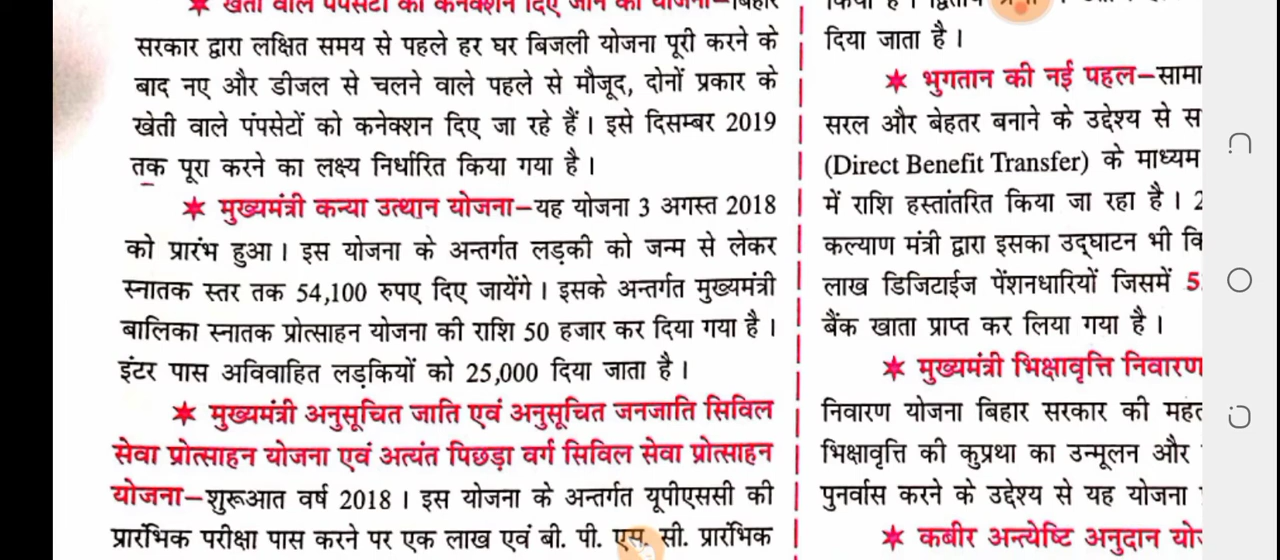 ★ खेती वाले पंपसेटों को कनेक्शन दिए जाने की योजना–बिहार
सरकार द्वारा लक्षित समय से पहले हर घर बिजली योजना पूरी करने के
बाद नए और डीजल से चलने वाले पहले से मौजूद, दोनों प्रकार के
खेती वाले पंपसेटों को कनेक्शन दिए जा रहे हैं। इसे दिसम्बर 2019
तक पूरा करने का लक्ष्य निर्धारित किया गया है।
★ मुख्यमंत्री कन्या उत्थान योजना–यह योजना 3 अगस्त 2018
को प्रारंभ हुआ। इस योजना के अन्तर्गत लड़की को जन्म से लेकर
स्नातक स्तर तक 54,100 रुपए दिए जायेंगे। इसके अन्तर्गत मुख्यमंत्री
बालिका स्नातक प्रोत्साहन योजना की राशि 50 हजार कर दिया गया है।
इंटर पास अविवाहित लड़कियों को 25,000 दिया जाता है।
★ मुख्यमंत्री अनुसूचित जाति एवं अनुसूचित जनजाति सिविल
सेवा प्रोत्साहन योजना एवं अत्यंत पिछड़ा वर्ग सिविल सेवा प्रोत्साहन
योजना–शुरूआत वर्ष 2018। इस योजना के अन्तर्गत यूपीएससी की
प्रारंभिक परीक्षा पास करने पर एक लाख एवं बी. पी. एस. सी. प्रारंभिक
किया है। द्वितीय
दिया जाता है।
★ भुगतान की नई पहल–सामा
सरल और बेहतर बनाने के उद्देश्य से स
(Direct Benefit Transfer) के माध्यम
में राशि हस्तांतरित किया जा रहा है। 2
कल्याण मंत्री द्वारा इसका उद्घाटन भी कि
लाख डिजिटाईज पेंशनधारियों जिसमें 5
बैंक खाता प्राप्त कर लिया गया है।
★ मुख्यमंत्री भिक्षावृत्ति निवारण
निवारण योजना बिहार सरकार की महत
भिक्षावृत्ति की कुप्रथा का उन्मूलन और
पुनर्वास करने के उद्देश्य से यह योजना
★ कबीर अन्त्येष्टि अनुदान यो